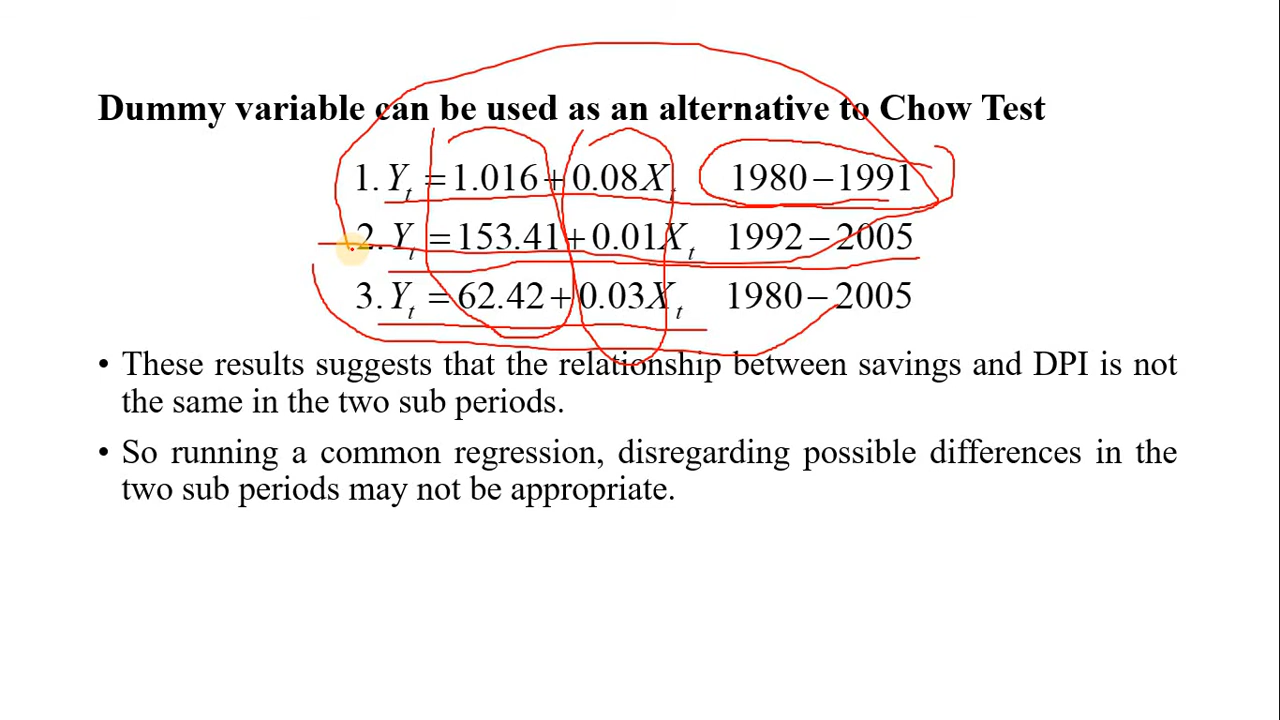 Dummy variable can be used as an alternative to Chow Test
1. Yₜ = 1.016 + 0.08Xₜ 1980 – 1991
2. Yₜ = 153.41 + 0.01Xₜ 1992 – 2005
3. Yₜ = 62.42 + 0.03Xₜ 1980 – 2005
• These results suggests that the relationship between savings and DPI is not
the same in the two sub periods.
• So running a common regression, disregarding possible differences in the
two sub periods may not be appropriate.